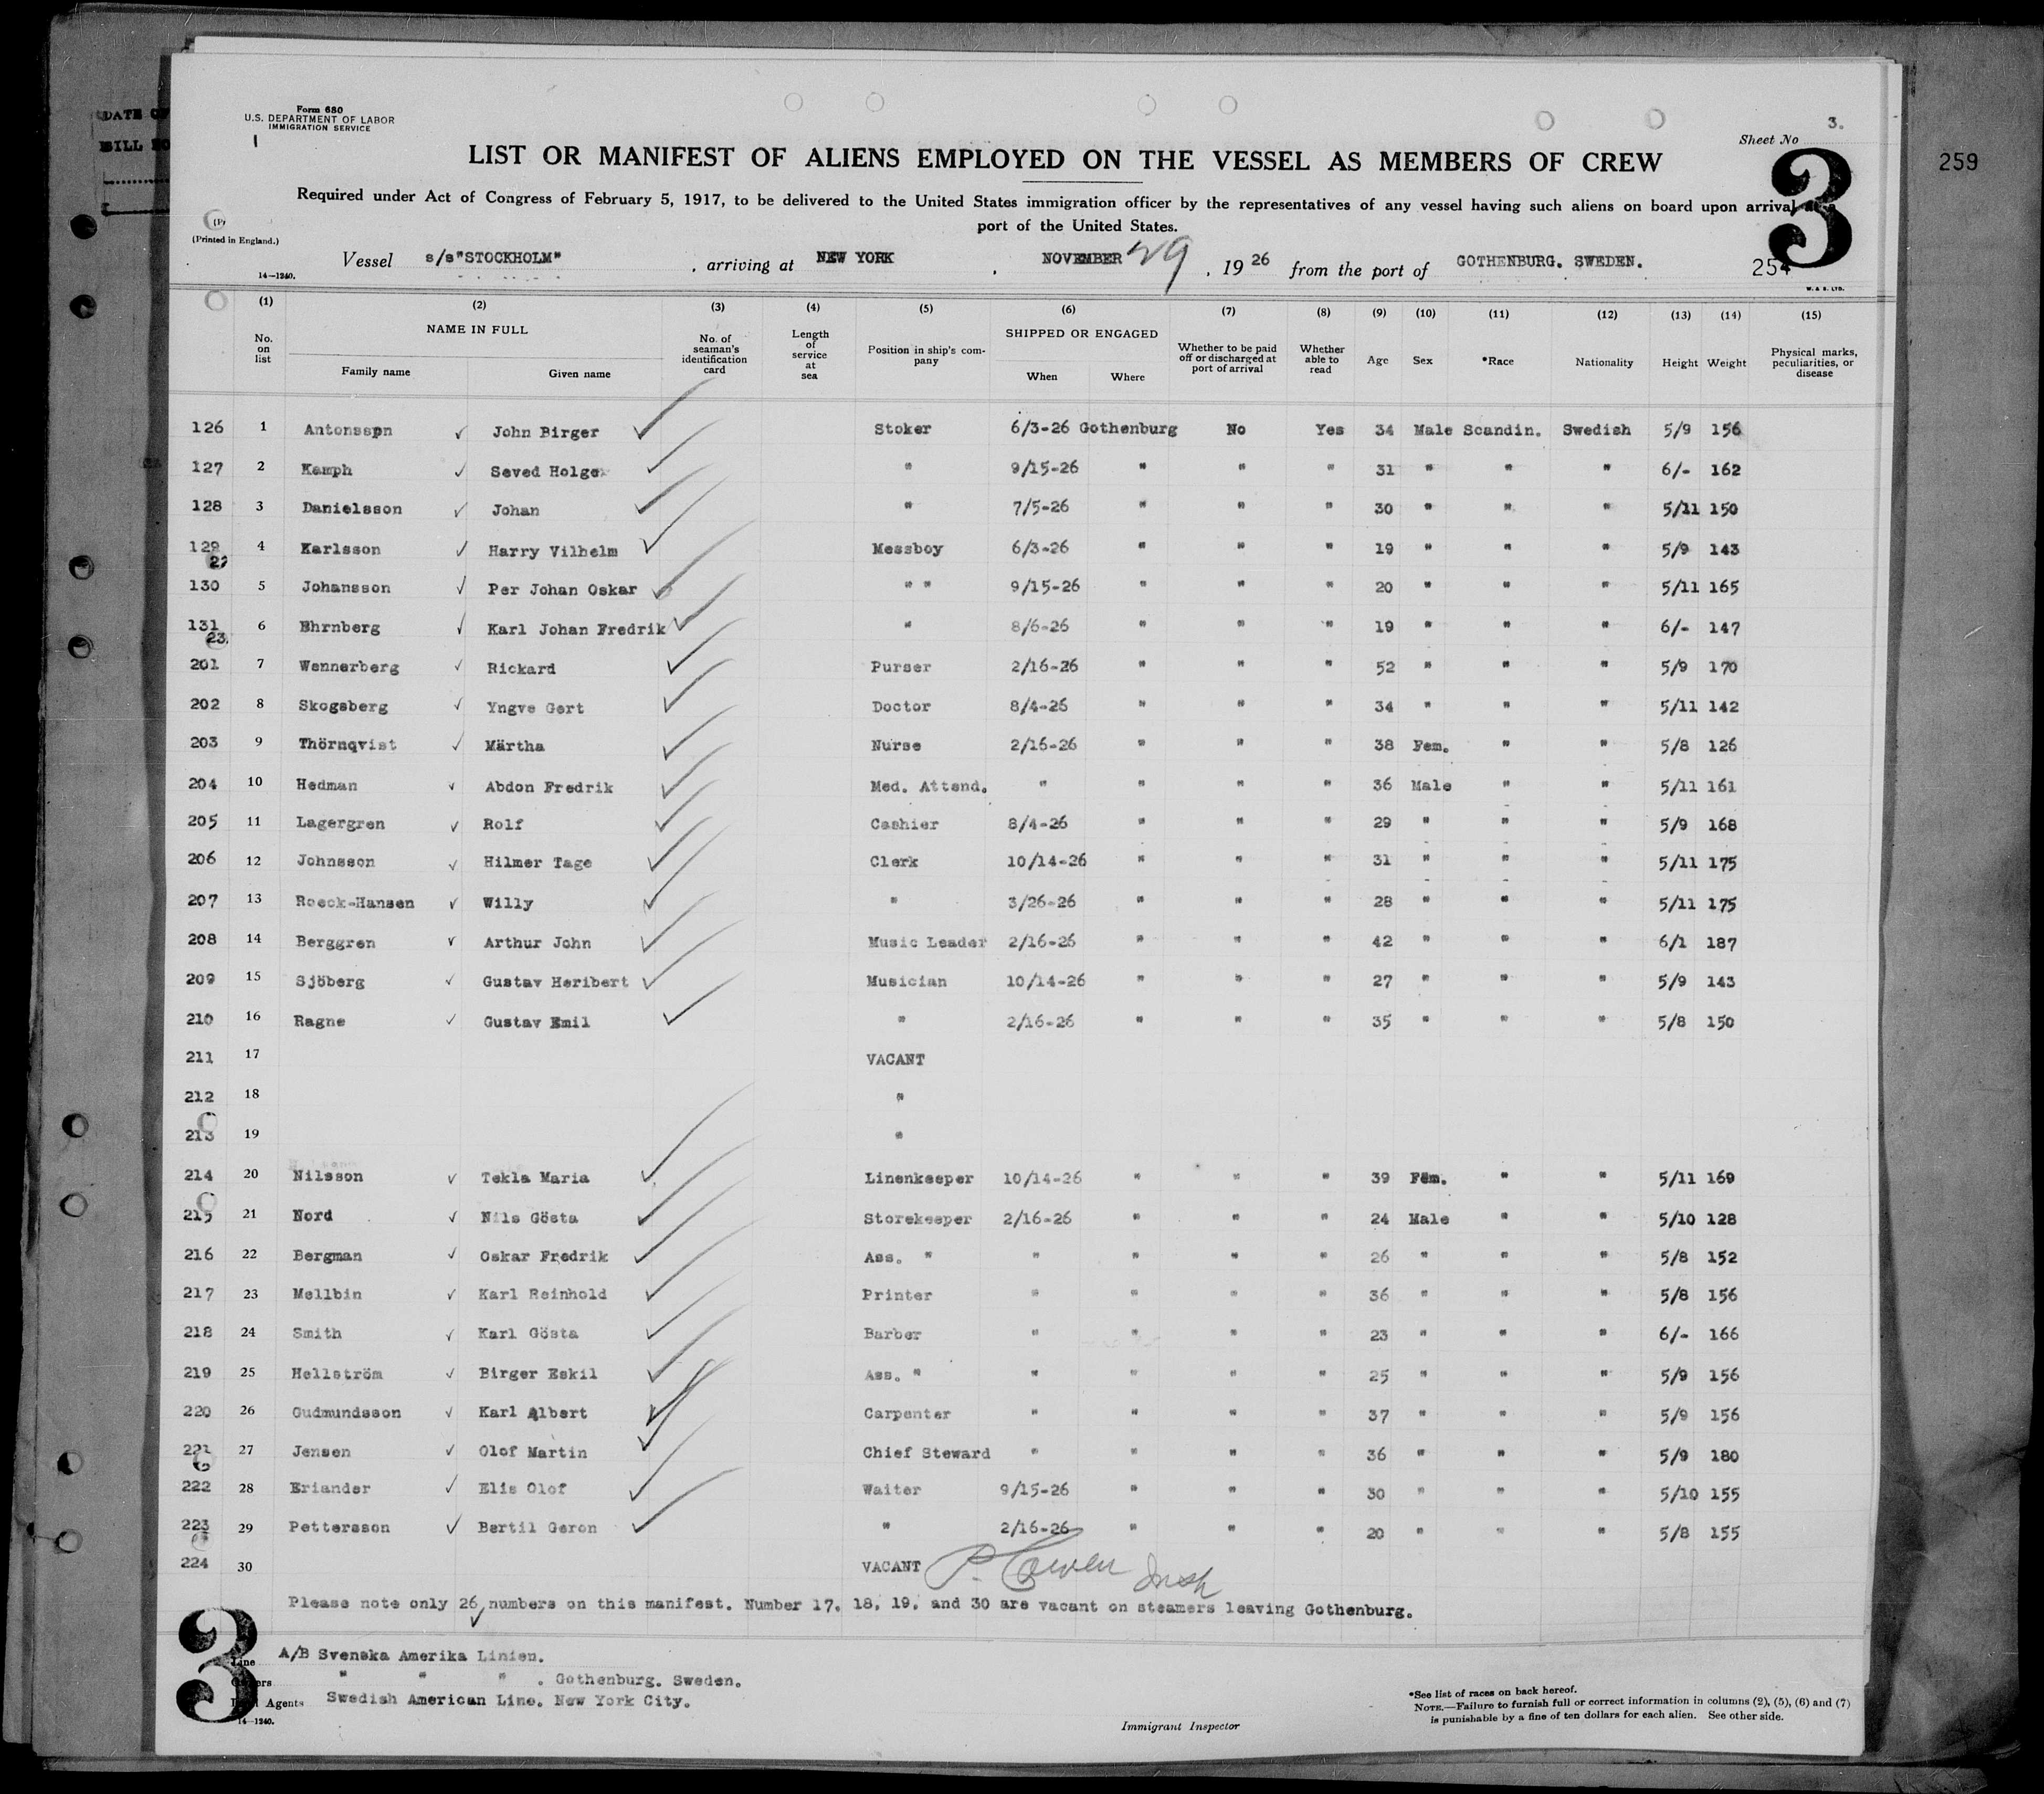 DATE OF
BILL NO
259
Form 680
U.S. DEPARTMENT OF LABOR
IMMIGRATION SERVICE
Sheet No 3.
3
LIST OR MANIFEST OF ALIENS EMPLOYED ON THE VESSEL AS MEMBERS OF CREW
Required under Act of Congress of February 5, 1917, to be delivered to the United States immigration officer by the representatives of any vessel having such aliens on board upon arrival
port of the United States.
(Printed in England.)
14—1240.
Vessel s/s"STOCKHOLM" , arriving at NEW YORK , NOVEMBER 29 , 1926 from the port of GOTHENBURG. SWEDEN. 254
W. & S. LTD.
(1) (2) (3) (4) (5) (6) (7) (8) (9) (10) (11) (12) (13) (14) (15)
No. on list NAME IN FULL Family name Given name No. of seaman's identification card Length of service at sea Position in ship's company SHIPPED OR ENGAGED When Where Whether to be paid off or discharged at port of arrival Whether able to read Age Sex *Race Nationality Height Weight Physical marks, peculiarities, or disease
126 1 Antonsson John Birger Stoker 6/3-26 Gothenburg No Yes 34 Male Scandin. Swedish 5/9 156
127 2 Kamph Seved Holge " 9/15-26 " " " 31 " " " 6/- 162
128 3 Danielsson Johan " 7/5-26 " " " 30 " " " 5/11 150
129 4 Karlsson Harry Vilhelm Messboy 6/3-26 " " " 19 " " " 5/9 143
130 5 Johansson Per Johan Oskar " " 9/15-26 " " " 20 " " " 5/11 165
131 6 Ehrnberg Karl Johan Fredrik " 8/6-26 " " " 19 " " " 6/- 147
201 7 Wennerberg Rickard Purser 2/16-26 " " " 52 " " " 5/9 170
202 8 Skogsberg Yngve Gert Doctor 8/4-26 " " " 34 " " " 5/11 142
203 9 Thörnqvist Märtha Nurse 2/16-26 " " " 38 Fem. " " 5/8 126
204 10 Hedman Abdon Fredrik Med. Attend. " " " " 36 Male " " 5/11 161
205 11 Lagergren Rolf Cashier 8/4-26 " " " 29 " " " 5/9 168
206 12 Johnsson Hilmer Tage Clerk 10/14-26 " " " 31 " " " 5/11 175
207 13 Roeck-Hansen Willy " 3/26-26 " " " 28 " " " 5/11 175
208 14 Berggren Arthur John Music Leader 2/16-26 " " " 42 " " " 6/1 187
209 15 Sjöberg Gustav Heribert Musician 10/14-26 " " " 27 " " " 5/9 143
210 16 Ragne Gustav Emil " 2/16-26 " " " 35 " " " 5/8 150
211 17 VACANT
212 18 "
213 19 "
214 20 Nilsson Tekla Maria Linenkeeper 10/14-26 " " " 39 Fem. " " 5/11 169
215 21 Nord Nils Gösta Storekeeper 2/16-26 " " " 24 Male " " 5/10 128
216 22 Bergman Oskar Fredrik Ass. " " " " " 26 " " " 5/8 152
217 23 Mellbin Karl Reinhold Printer " " " " 36 " " " 5/8 156
218 24 Smith Karl Gösta Barber " " " " 23 " " " 6/- 166
219 25 Hellström Birger Eskil Ass. " " " " " 25 " " " 5/9 156
220 26 Gudmundsson Karl Albert Carpenter " " " " 37 " " " 5/9 156
221 27 Jensen Olof Martin Chief Steward " " " " 36 " " " 5/9 180
222 28 Eriander Elis Olof Waiter 9/15-26 " " " 30 " " " 5/10 155
223 29 Pettersson Bertil Geron " 2/16-26 " " " 20 " " " 5/8 155
224 30 VACANT
Please note only 26 numbers on this manifest. Number 17. 18. 19. and 30 are vacant on steamers leaving Gothenburg.
3
Line A/B Svenska Amerika Linien.
" " " . Gothenburg. Sweden.
Agents Swedish American Line. New York City.
14—1240.
Immigrant Inspector
*See list of races on back hereof.
NOTE.—Failure to furnish full or correct information in columns (2), (5), (6) and (7)
is punishable by a fine of ten dollars for each alien. See other side.